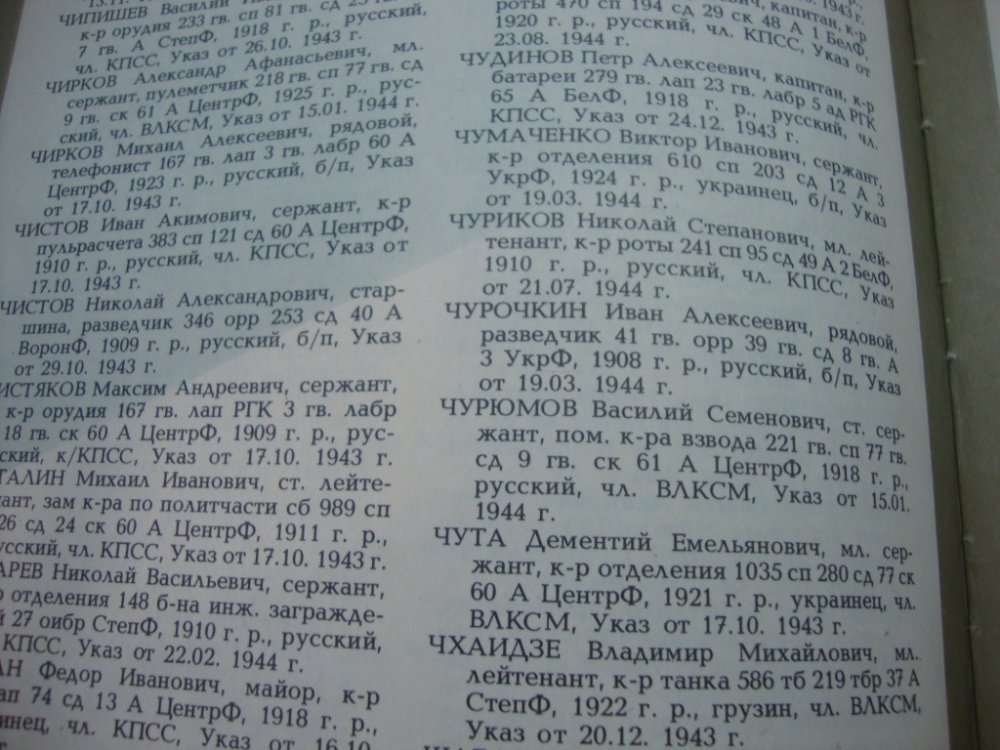 ЧИПИШЕВ Василий
к-р орудия 233 гв. сп 81 гв. сд
7 гв. А СтепФ, 1918 г. р., русский,
чл. КПСС, Указ от 26.10. 1943 г.
ЧИРКОВ Александр Афанасьевич, мл.
сержант, пулеметчик 218 гв. сп 77 гв. сд
9 гв. ск 61 А ЦентрФ, 1925 г. р., рус-
ский, чл. ВЛКСМ, Указ от 15.01. 1944 г.
ЧИРКОВ Михаил Алексеевич, рядовой,
телефонист 167 гв. лап 3 гв. лабр 60 А
ЦентрФ, 1923 г. р., русский, б/п, Указ
от 17.10. 1943 г.
ЧИСТОВ Иван Акимович, сержант, к-р
пульрасчета 383 сп 121 сд 60 А ЦентрФ,
1910 г. р., русский, чл. КПСС, Указ от
17.10. 1943 г.
ЧИСТОВ Николай Александрович, стар-
шина, разведчик 346 орр 253 сд 40 А
ВоронФ, 1909 г. р., русский, б/п, Указ
от 29.10. 1943 г.
ИСТЯКОВ Максим Андреевич, сержант,
к-р орудия 167 гв. лап РГК 3 гв. лабр
18 гв. ск 60 А ЦентрФ, 1909 г. р., рус-
ский, к/КПСС, Указ от 17.10. 1943 г.
ТАЛИН Михаил Иванович, ст. лейте-
нант, зам к-ра по политчасти сб 989 сп
26 сд 24 ск 60 А ЦентрФ, 1911 г. р.,
усский, чл. КПСС, Указ от 17.10. 1943 г.
АРЕВ Николай Васильевич, сержант,
р отделения 148 б-на инж. загражде-
й 27 оибр СтепФ, 1910 г. р., русский,
КПСС, Указ от 22.02. 1944 г.
АН Федор Иванович, майор, к-р
ап 74 сд 13 А ЦентрФ, 1918 г. р.,
инец, чл. КПСС, Указ от 16.10.
капитан, к-р
роты 470 сп 194 сд 29 ск 48 А 1 БелФ,
1920 г. р., русский, чл. КПСС, Указ от
23.08. 1944 г.
ЧУДИНОВ Петр Алексеевич, капитан, к-р
батареи 279 гв. лап 23 гв. лабр 5 ад РГК
65 А БелФ, 1918 г. р., русский, чл.
КПСС, Указ от 24.12. 1943 г.
ЧУМАЧЕНКО Виктор Иванович, сержант,
к-р отделения 610 сп 203 сд 12 А 3
УкрФ, 1924 г. р., украинец, б/п, Указ
от 19.03. 1944 г.
ЧУРИКОВ Николай Степанович, мл. лей-
тенант, к-р роты 241 сп 95 сд 49 А 2 БелФ,
1910 г. р., русский, чл. КПСС, Указ
от 21.07. 1944 г.
ЧУРОЧКИН Иван Алексеевич, рядовой,
разведчик 41 гв. орр 39 гв. сд 8 гв. А
3 УкрФ, 1908 г. р., русский, б/п, Указ
от 19.03. 1944 г.
ЧУРЮМОВ Василий Семенович, ст. сер-
жант, пом. к-ра взвода 221 гв. сп 77 гв.
сд 9 гв. ск 61 А ЦентрФ, 1918 г. р.,
русский, чл. ВЛКСМ, Указ от 15.01.
1944 г.
ЧУТА Дементий Емельянович, мл. сер-
жант, к-р отделения 1035 сп 280 сд 77 ск
60 А ЦентрФ, 1921 г. р., украинец, чл.
ВЛКСМ, Указ от 17.10. 1943 г.
ЧХАИДЗЕ Владимир Михайлович, мл.
лейтенант, к-р танка 586 тб 219 тбр 37 А
СтепФ, 1922 г. р., грузин, чл. ВЛКСМ,
Указ от 20.12. 1943 г.